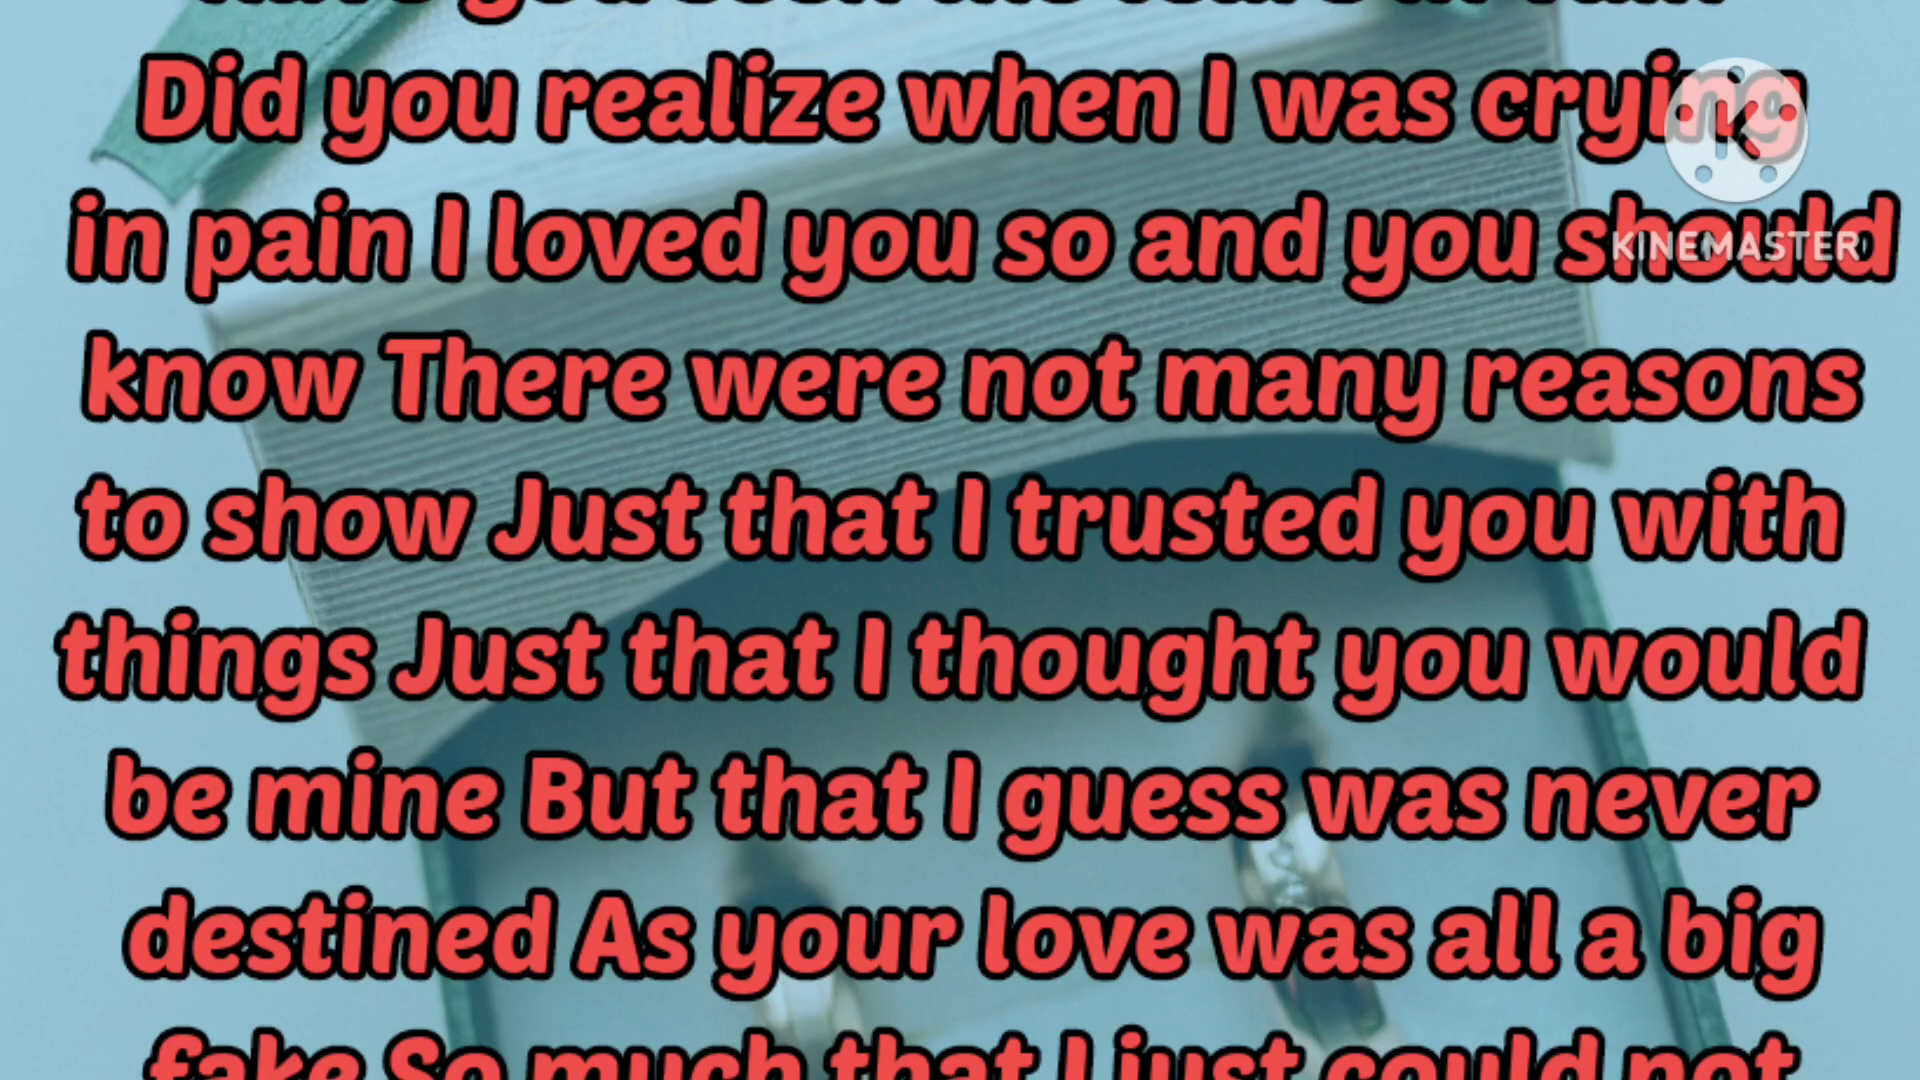 Did you realize when I was crying
in pain I loved you so and you should
KINEMASTER
know There were not many reasons
to show Just that I trusted you with
things Just that I thought you would
be mine But that I guess was never
destined As your love was all a big
fake So much that I just could not